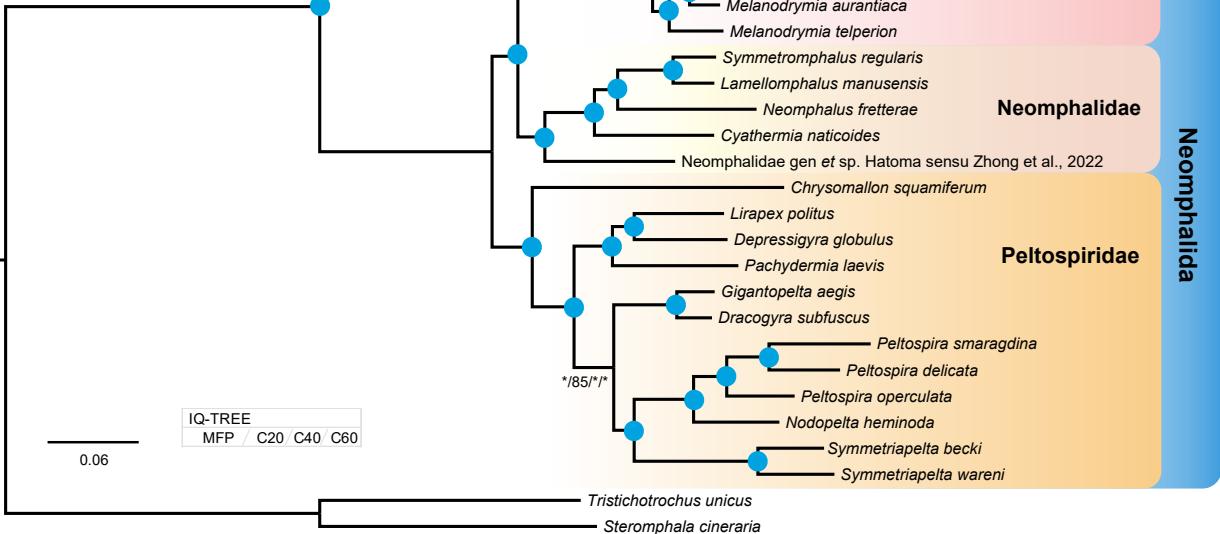 Melanodrymia aurantiaca
Melanodrymia telperion
Symmetromphalus regularis
Lamellomphalus manusensis
Neomphalus fretterae
Neomphalidae
Cyathermia naticoides
Neomphalidae gen et sp. Hatoma sensu Zhong et al., 2022
Neomphalida
Chrysomallon squamiferum
Lirapex politus
Depressigyra globulus
Peltospiridae
Pachydermia laevis
Gigantopelta aegis
Dracogyra subfuscus
Peltospira smaragdina
Peltospira delicata
*/85/*/*
Peltospira operculata
Nodopelta heminoda
IQ-TREE
MFP / C20 / C40 / C60
Symmetriapelta becki
0.06
Symmetriapelta wareni
Tristichotrochus unicus
Steromphala cineraria